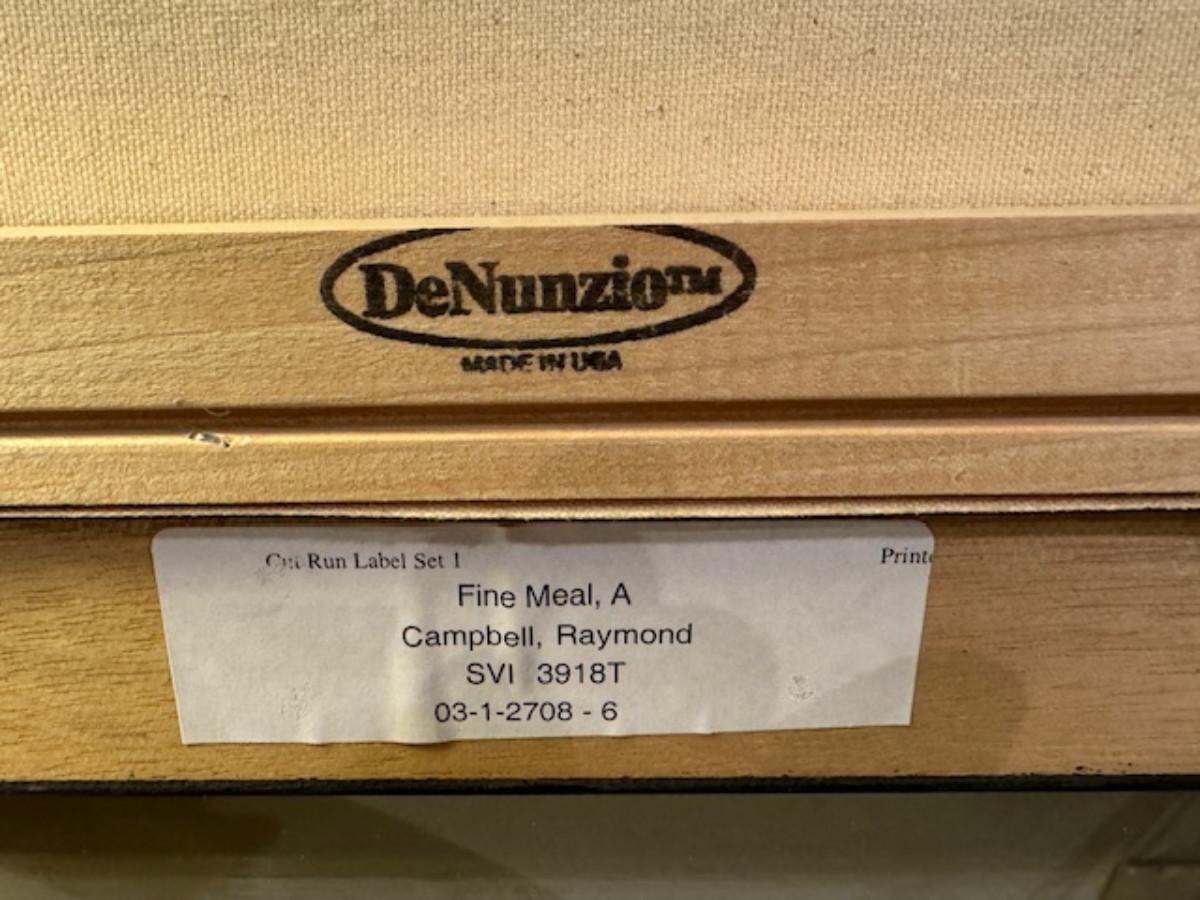 DeNunzio™
MADE IN USA
Cut Run Label Set 1 Printe
Fine Meal, A
Campbell, Raymond
SVI 3918T
03-1-2708 - 6